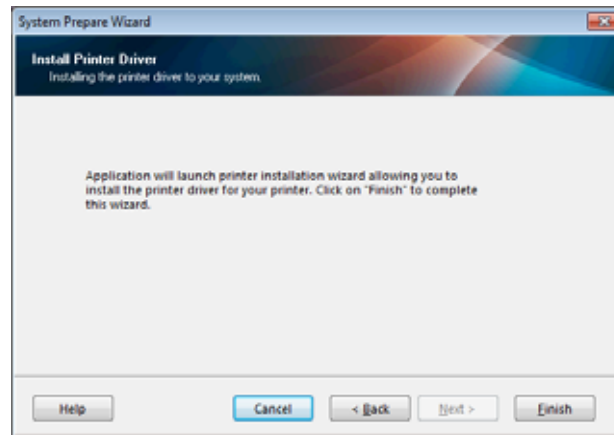 System Prepare Wizard
Install Printer Driver
Installing the printer driver to your system.
Application will launch printer installation wizard allowing you to
install the printer driver for your printer. Click on "Finish" to complete
this wizard.
Help Cancel < Back Next > Finish